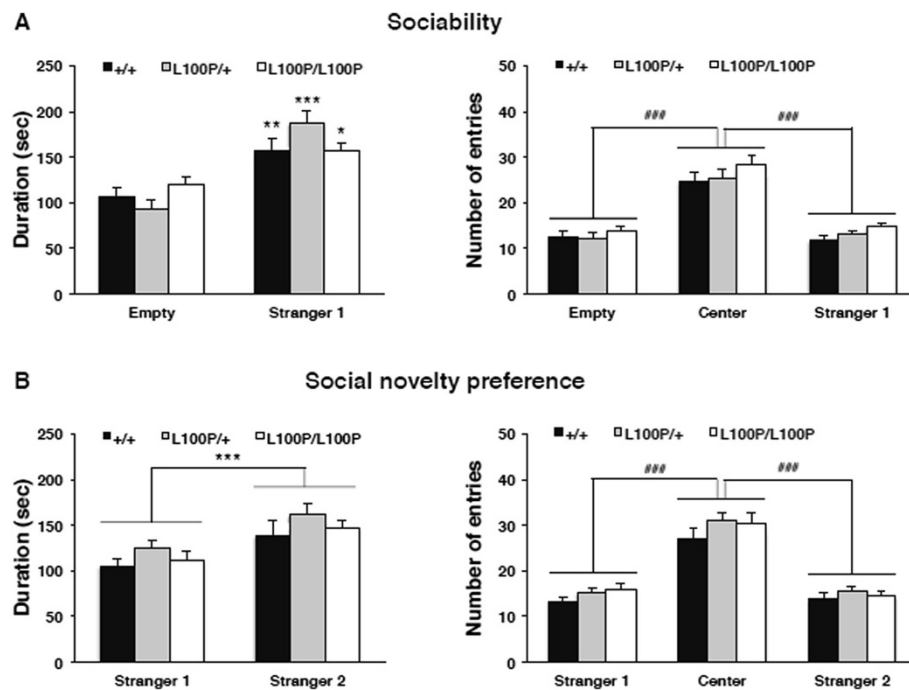 A Sociability
Duration (sec)
250
200
150
100
50
0
+/+ L100P/+ L100P/L100P
** *** *
Empty Stranger 1
Number of entries
50
40
30
20
10
0
+/+ L100P/+ L100P/L100P
### ###
Empty Center Stranger 1
B Social novelty preference
Duration (sec)
250
200
150
100
50
0
+/+ L100P/+ L100P/L100P
***
Stranger 1 Stranger 2
Number of entries
50
40
30
20
10
0
+/+ L100P/+ L100P/L100P
### ###
Stranger 1 Center Stranger 2